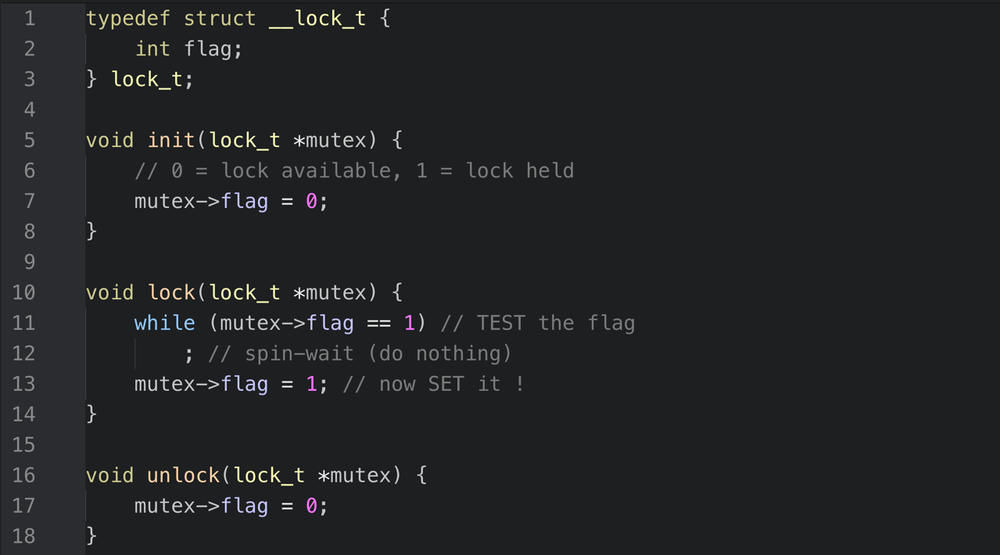 1 typedef struct __lock_t {
2     int flag;
3 } lock_t;
4
5 void init(lock_t *mutex) {
6     // 0 = lock available, 1 = lock held
7     mutex->flag = 0;
8 }
9
10 void lock(lock_t *mutex) {
11     while (mutex->flag == 1) // TEST the flag
12         ; // spin-wait (do nothing)
13     mutex->flag = 1; // now SET it !
14 }
15
16 void unlock(lock_t *mutex) {
17     mutex->flag = 0;
18 }